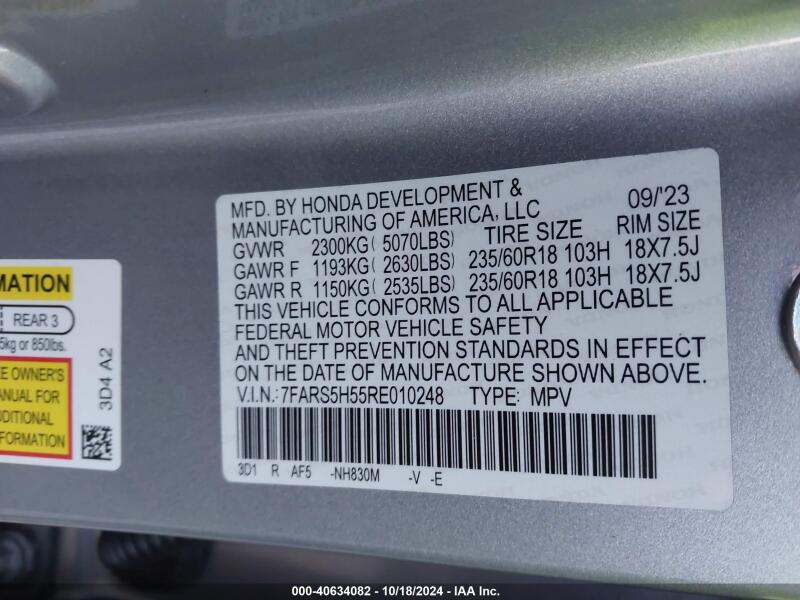 MFD. BY HONDA DEVELOPMENT &
MANUFACTURING OF AMERICA, LLC 09/'23
GVWR 2300KG( 5070LBS) TIRE SIZE RIM SIZE
GAWR F 1193KG( 2630LBS) 235/60R18 103H 18X7.5J
GAWR R 1150KG( 2535LBS) 235/60R18 103H 18X7.5J
THIS VEHICLE CONFORMS TO ALL APPLICABLE
FEDERAL MOTOR VEHICLE SAFETY
AND THEFT PREVENTION STANDARDS IN EFFECT
ON THE DATE OF MANUFACTURE SHOWN ABOVE.
V.I.N.:7FARS5H55RE010248 TYPE: MPV
3D1 R AF5 -NH830M -V -E
MATION
REAR 3
5kg or 850lbs.
E OWNER'S
ANUAL FOR
DDITIONAL
FORMATION
3D4 A2
000-40634082 - 10/18/2024 - IAA Inc.